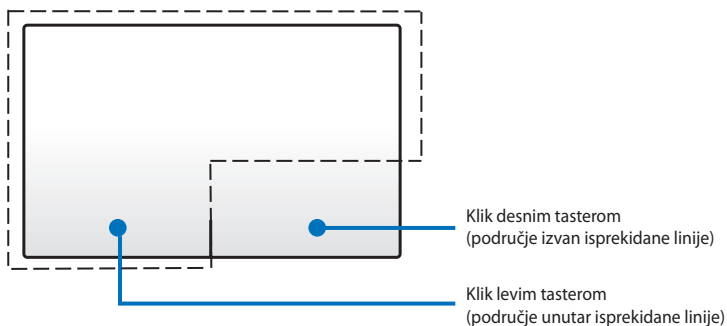 Klik desnim tasterom
(područje izvan isprekidane linije)
Klik levim tasterom
(područje unutar isprekidane linije)